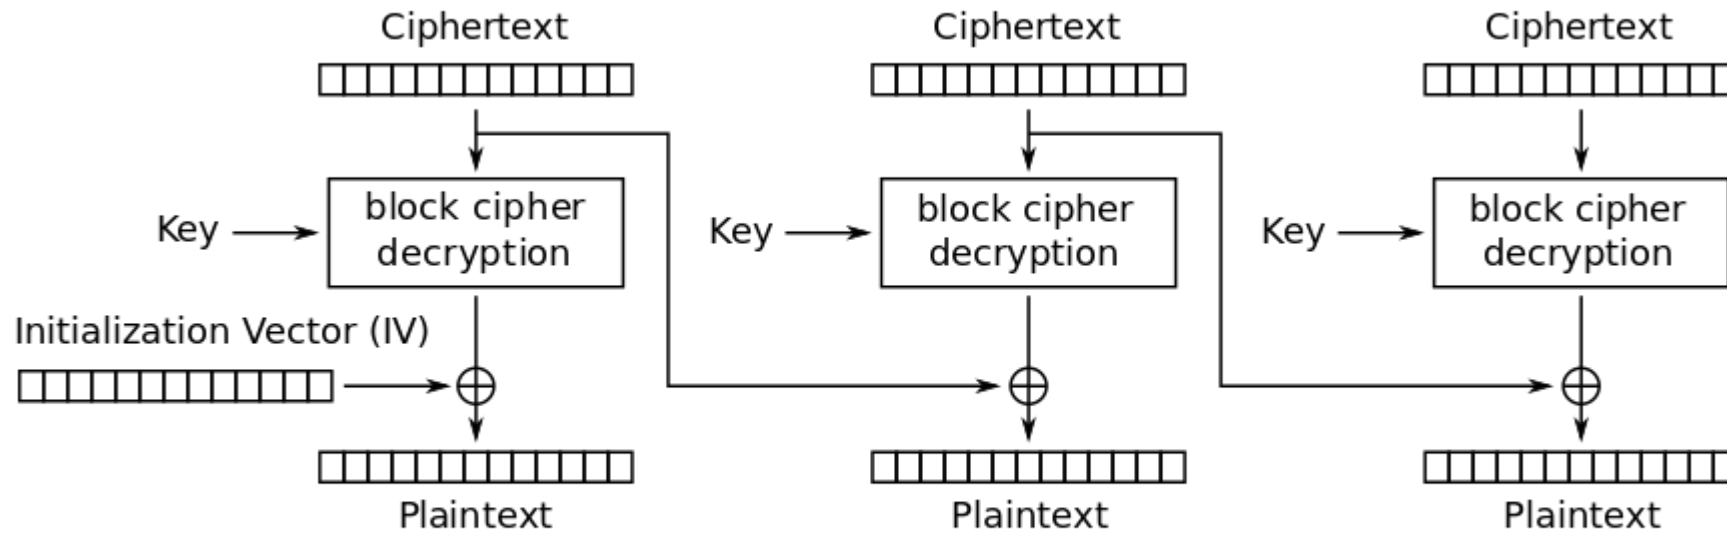 Ciphertext
Ciphertext
Ciphertext
block cipher
decryption
block cipher
decryption
block cipher
decryption
Key
Key
Key
Initialization Vector (IV)
Plaintext
Plaintext
Plaintext